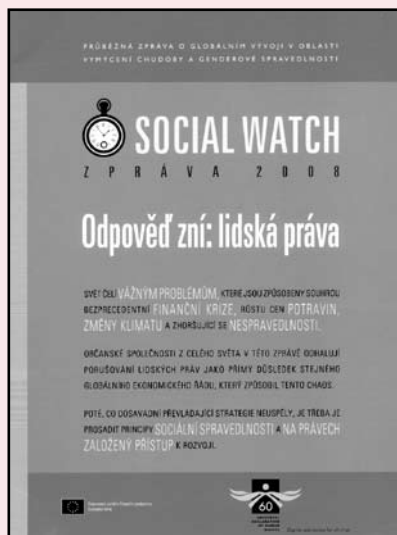 PRŮBĚŽNÁ ZPRÁVA O GLOBÁLNÍM VÝVOJI V OBLASTI
VYMÝCENÍ CHUDOBY A GENDEROVÉ SPRAVEDLNOSTI
SOCIAL WATCH
ZPRÁVA 2008
Odpověď zní: lidská práva
SVĚT ČELÍ VÁŽNÝM PROBLÉMŮM, KTERÉ JSOU ZPŮSOBENY SOUHROU
BEZPRECEDENTNÍ FINANČNÍ KRIZE, RŮSTU CEN POTRAVIN,
ZMĚNY KLIMATU A ZHORŠUJÍCÍ SE NESPRAVEDLNOSTI.
OBČANSKÉ SPOLEČNOSTI Z CELÉHO SVĚTA V TÉTO ZPRÁVĚ ODHALUJÍ
PORUŠOVÁNÍ LIDSKÝCH PRÁV JAKO PŘÍMÝ DŮSLEDEK STEJNÉHO
GLOBÁLNÍHO EKONOMICKÉHO ŘÁDU, KTERÝ ZPŮSOBIL TENTO CHAOS.
POTÉ, CO DOSAVADNÍ PŘEVLÁDAJÍCÍ STRATEGIE NEUSPĚLY, JE TŘEBA JE
PROSADIT PRINCIPY SOCIÁLNÍ SPRAVEDLNOSTI A NA PRÁVECH
ZALOŽENÝ PŘÍSTUP K ROZVOJI.
60